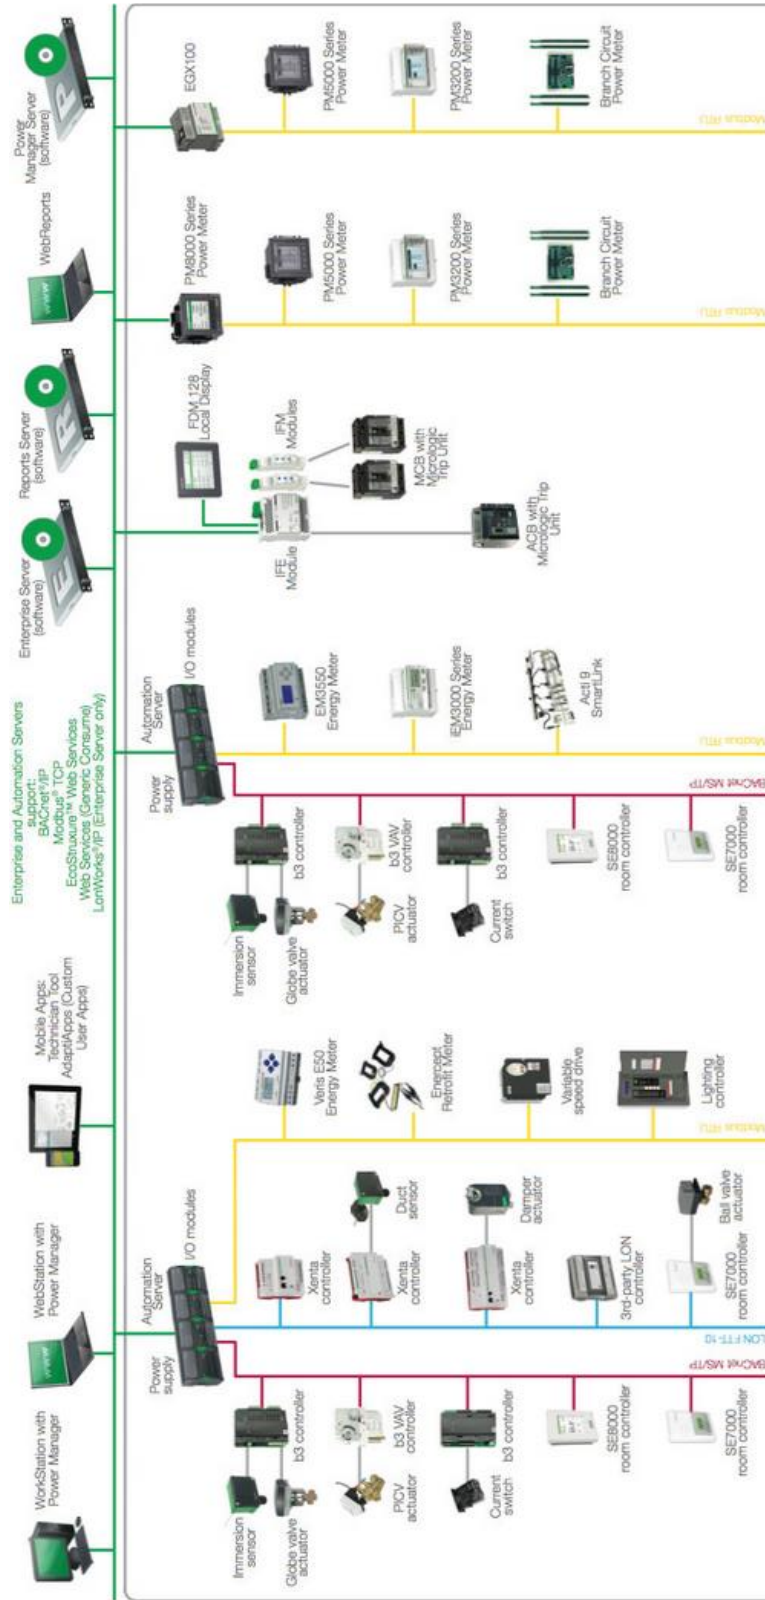 WorkStation with
Power Manager
WebStation with
Power Manager
Mobile Apps:
Technician Tool
AdaptiApps (Custom
User Apps)
Enterprise and Automation Servers
support:
BACnet®/IP
Modbus® TCP
EcoStruxure™ Web Services
Web Services (Generic Consume)
LonWorks®/IP (Enterprise Server only)
Enterprise Server
(software)
Reports Server
(software)
WebReports
Power
Manager Server
(software)
www
E
R
www
R
Power
supply
Automation
Server
I/O modules
Immersion
sensor
Globe valve
actuator
b3 controller
PICV
actuator
b3 VAV
controller
Current
switch
b3 controller
SE8000
room controller
SE7000
room controller
BACnet MS/TP
Xenta
controller
Xenta
controller
Duct
sensor
Xenta
controller
Damper
actuator
3rd-party LON
controller
SE7000
room controller
Ball valve
actuator
LON FTT-10
Veris E50
Energy Meter
Enercept
Retrofit Meter
Variable
speed drive
Lighting
controller
Modbus RTU
Power
supply
Automation
Server
I/O modules
Immersion
sensor
Globe valve
actuator
b3 controller
PICV
actuator
b3 VAV
controller
Current
switch
b3 controller
SE8000
room controller
SE7000
room controller
BACnet MS/TP
EM3550
Energy Meter
iEM3000 Series
Energy Meter
Acti 9
SmartLink
Modbus RTU
IFE
Module
FDM 128
Local Display
IFM
Modules
MCB with
Micrologic
Trip Unit
ACB with
Micrologic Trip
Unit
PM8000 Series
Power Meter
PM5000 Series
Power Meter
PM3200 Series
Power Meter
Branch Circuit
Power Meter
Modbus RTU
EGX100
PM5000 Series
Power Meter
PM3200 Series
Power Meter
Branch Circuit
Power Meter
Modbus RTU